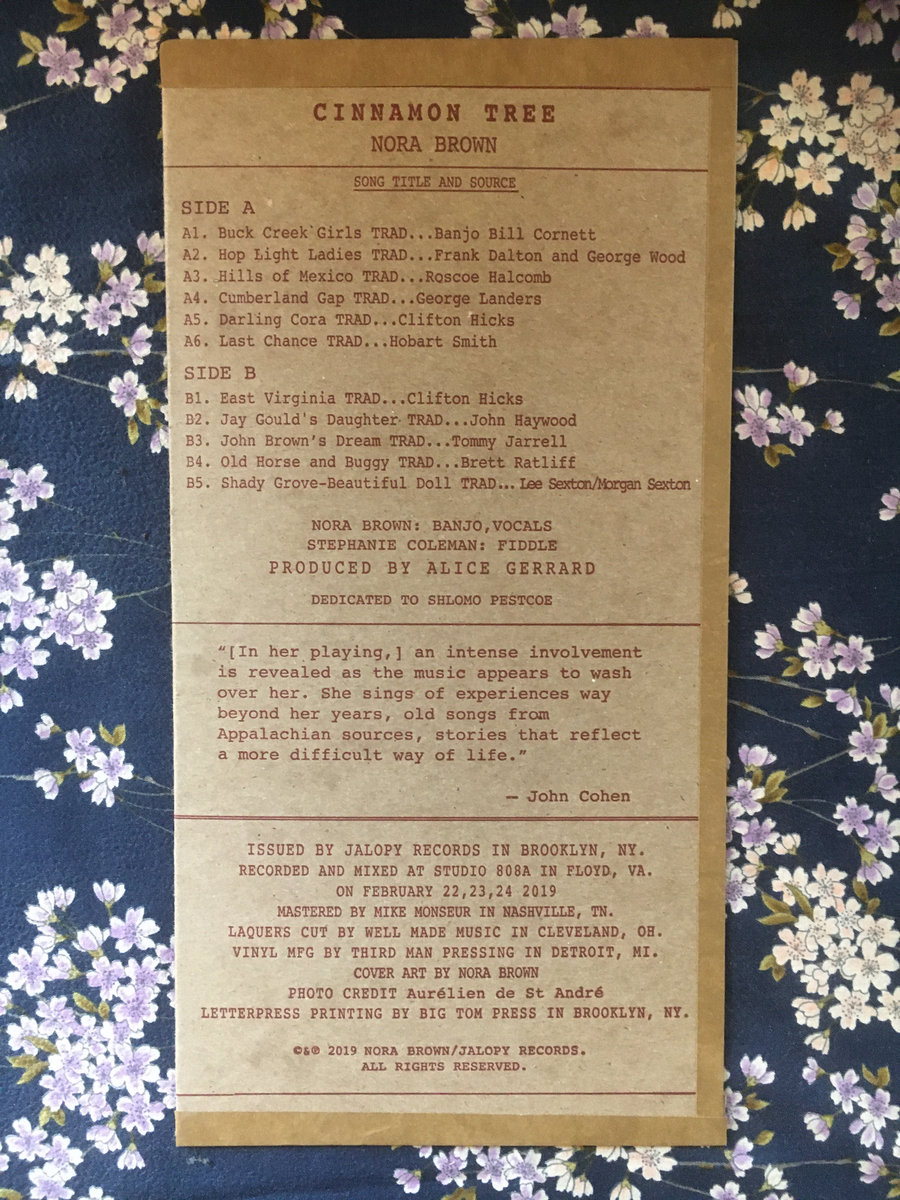 CINNAMON TREE
NORA BROWN
SONG TITLE AND SOURCE
SIDE A
A1. Buck Creek Girls TRAD...Banjo Bill Cornett
A2. Hop Light Ladies TRAD...Frank Dalton and George Wood
A3. Hills of Mexico TRAD...Roscoe Halcomb
A4. Cumberland Gap TRAD...George Landers
A5. Darling Cora TRAD...Clifton Hicks
A6. Last Chance TRAD...Hobart Smith
SIDE B
B1. East Virginia TRAD...Clifton Hicks
B2. Jay Gould's Daughter TRAD...John Haywood
B3. John Brown's Dream TRAD...Tommy Jarrell
B4. Old Horse and Buggy TRAD...Brett Ratliff
B5. Shady Grove-Beautiful Doll TRAD... Lee Sexton/Morgan Sexton
NORA BROWN: BANJO,VOCALS
STEPHANIE COLEMAN: FIDDLE
PRODUCED BY ALICE GERRARD
DEDICATED TO SHLOMO PESTCOE
“[In her playing,] an intense involvement
is revealed as the music appears to wash
over her. She sings of experiences way
beyond her years, old songs from
Appalachian sources, stories that reflect
a more difficult way of life.”
— John Cohen
ISSUED BY JALOPY RECORDS IN BROOKLYN, NY.
RECORDED AND MIXED AT STUDIO 808A IN FLOYD, VA.
ON FEBRUARY 22,23,24 2019
MASTERED BY MIKE MONSEUR IN NASHVILLE, TN.
LAQUERS CUT BY WELL MADE MUSIC IN CLEVELAND, OH.
VINYL MFG BY THIRD MAN PRESSING IN DETROIT, MI.
COVER ART BY NORA BROWN
PHOTO CREDIT Aurélien de St André
LETTERPRESS PRINTING BY BIG TOM PRESS IN BROOKLYN, NY.
©&℗ 2019 NORA BROWN/JALOPY RECORDS.
ALL RIGHTS RESERVED.